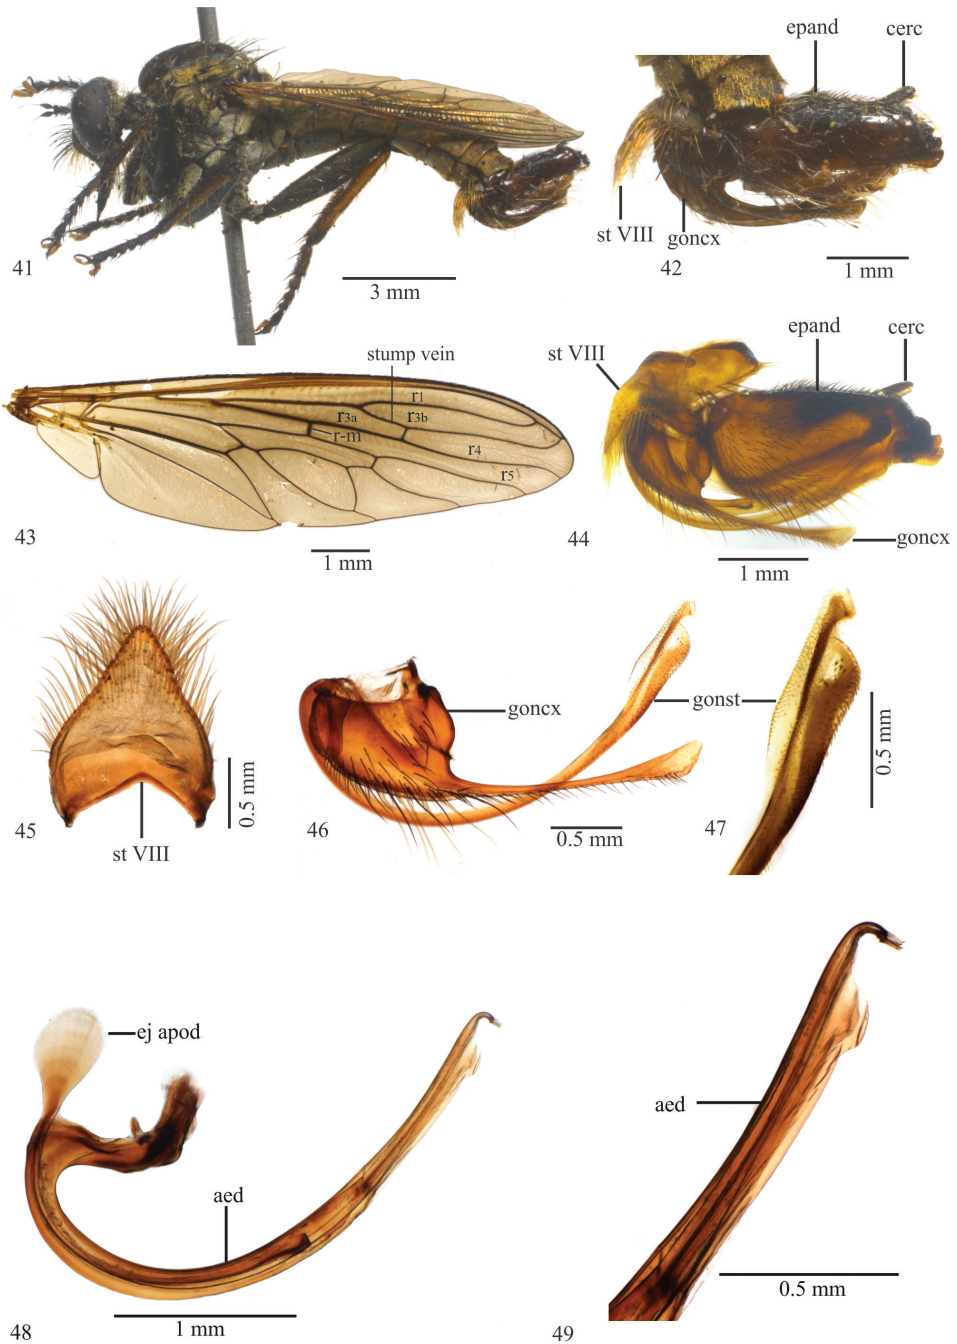 epand
cerc
st VIII
goncx
41
3 mm
42
1 mm
stump vein
r1
r3a
r3b
r-m
r4
r5
43
1 mm
st VIII
epand
cerc
goncx
44
1 mm
45
st VIII
0.5 mm
goncx
gonst
46
0.5 mm
47
0.5 mm
ej apod
aed
48
1 mm
aed
49
0.5 mm